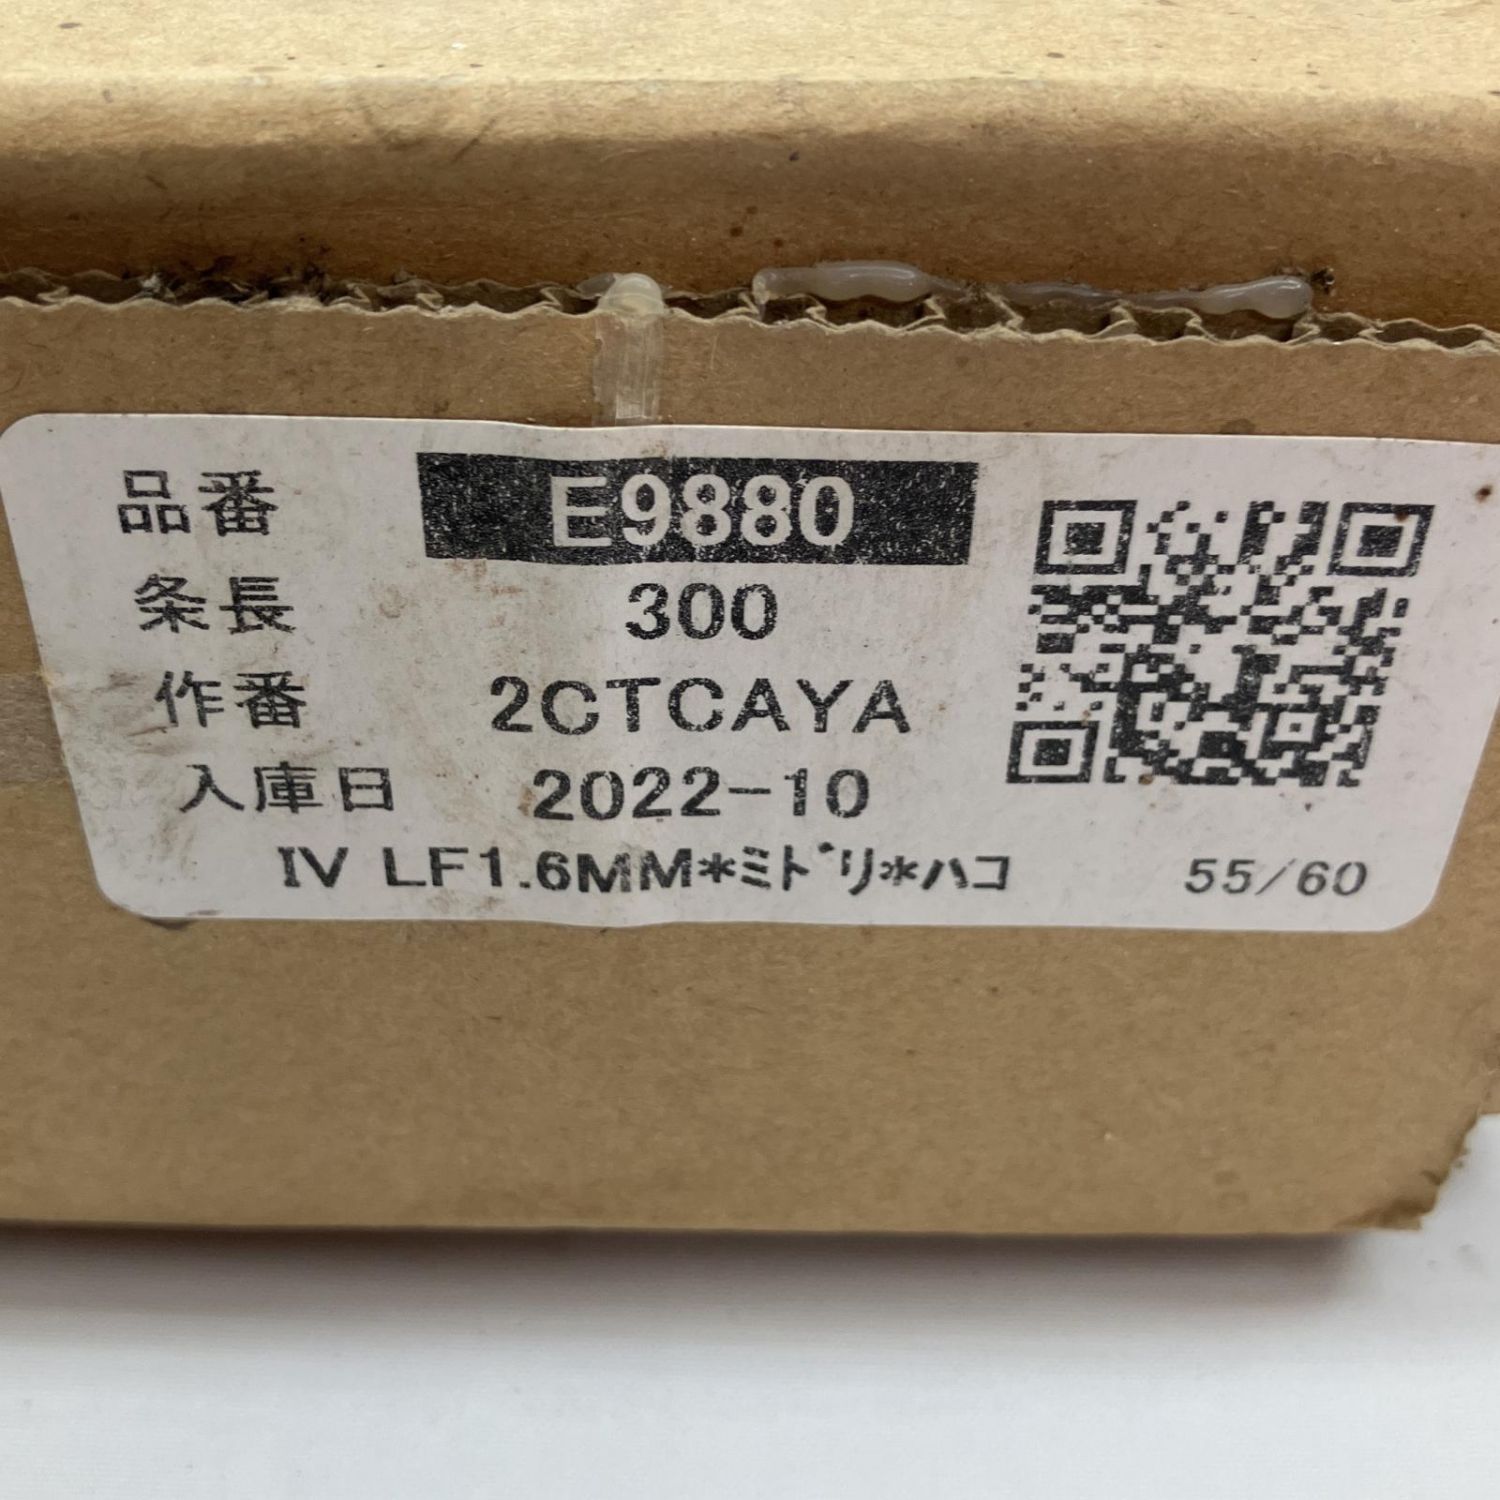 品番 E9880
条長 300
作番 2CTCAYA
入庫日 2022-10
IV LF1.6MM*ﾐﾄﾞﾘ*ﾊｺ 55/60